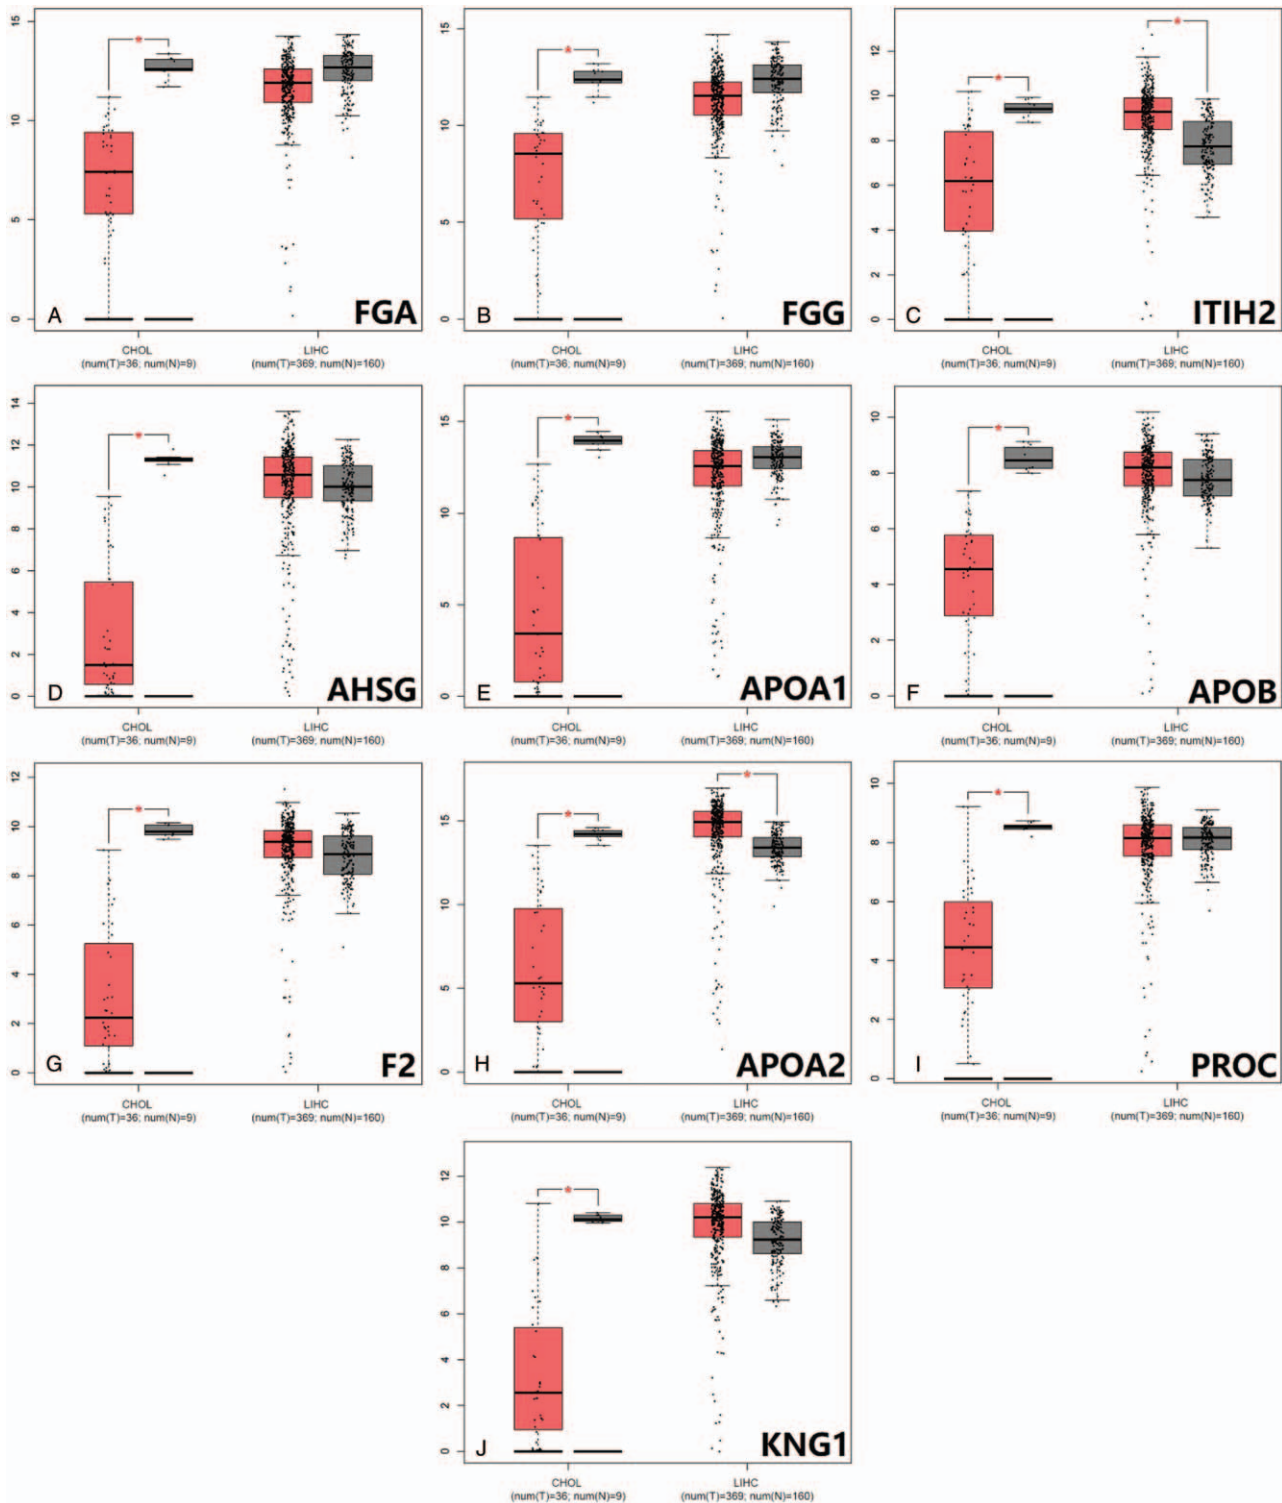 15
10
5
0
*
A
FGA
CHOL
(num(T)=36; num(N)=9)
LIHC
(num(T)=369; num(N)=160)
15
10
5
0
*
B
FGG
CHOL
(num(T)=36; num(N)=9)
LIHC
(num(T)=369; num(N)=160)
12
10
8
6
4
2
0
*
*
C
ITIH2
CHOL
(num(T)=36; num(N)=9)
LIHC
(num(T)=369; num(N)=160)
14
12
10
8
6
4
2
0
*
D
AHSG
CHOL
(num(T)=36; num(N)=9)
LIHC
(num(T)=369; num(N)=160)
15
10
5
0
*
E
APOA1
CHOL
(num(T)=36; num(N)=9)
LIHC
(num(T)=369; num(N)=160)
10
8
6
4
2
0
*
F
APOB
CHOL
(num(T)=36; num(N)=9)
LIHC
(num(T)=369; num(N)=160)
12
10
8
6
4
2
0
*
G
F2
CHOL
(num(T)=36; num(N)=9)
LIHC
(num(T)=369; num(N)=160)
15
10
5
0
*
*
H
APOA2
CHOL
(num(T)=36; num(N)=9)
LIHC
(num(T)=369; num(N)=160)
10
8
6
4
2
0
*
I
PROC
CHOL
(num(T)=36; num(N)=9)
LIHC
(num(T)=369; num(N)=160)
12
10
8
6
4
2
0
*
J
KNG1
CHOL
(num(T)=36; num(N)=9)
LIHC
(num(T)=369; num(N)=160)